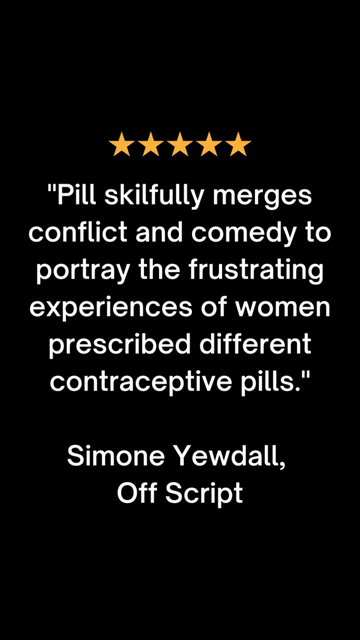 ★★★★★
"Pill skilfully merges
conflict and comedy to
portray the frustrating
experiences of women
prescribed different
contraceptive pills."
Simone Yewdall,
Off Script